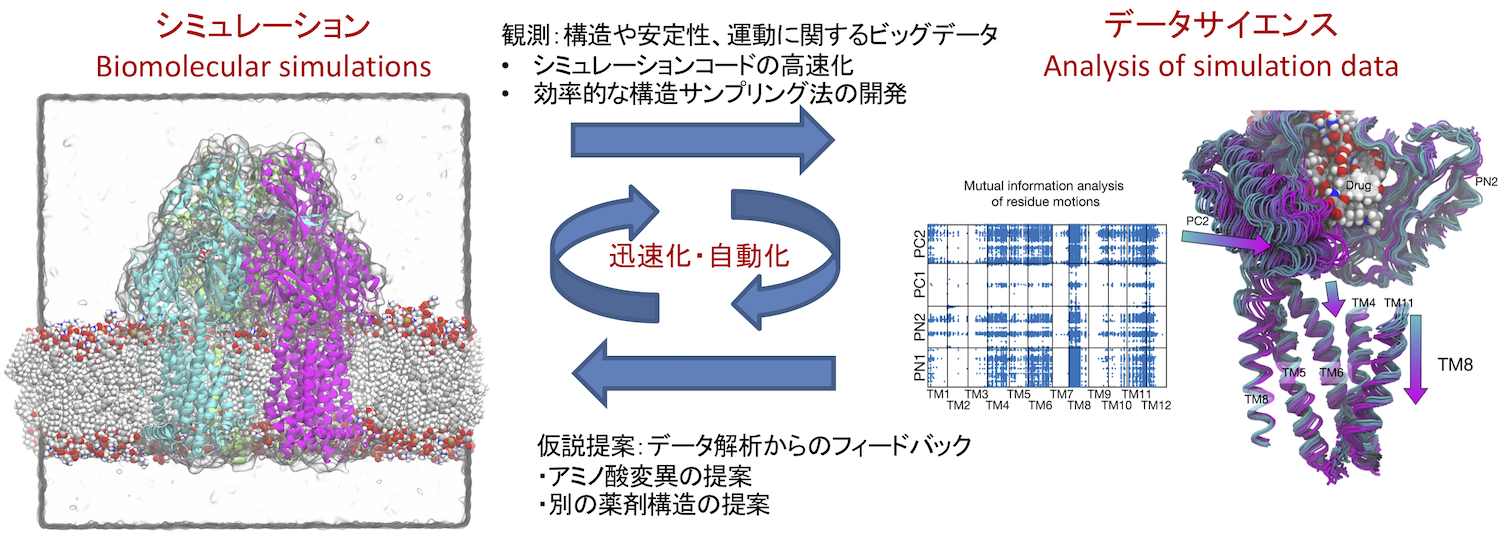 シミュレーション
Biomolecular simulations
観測：構造や安定性、運動に関するビッグデータ
• シミュレーションコードの高速化
• 効率的な構造サンプリング法の開発
迅速化・自動化
仮説提案：データ解析からのフィードバック
・アミノ酸変異の提案
・別の薬剤構造の提案
データサイエンス
Analysis of simulation data
Mutual information analysis
of residue motions
PC2
PC1
PN2
PN1
TM1 TM3 TM5 TM7 TM9 TM11
TM2 TM4 TM6 TM8 TM10 TM12
Drug
PN2
PC2
TM4 TM11
TM5 TM6
TM8
TM8